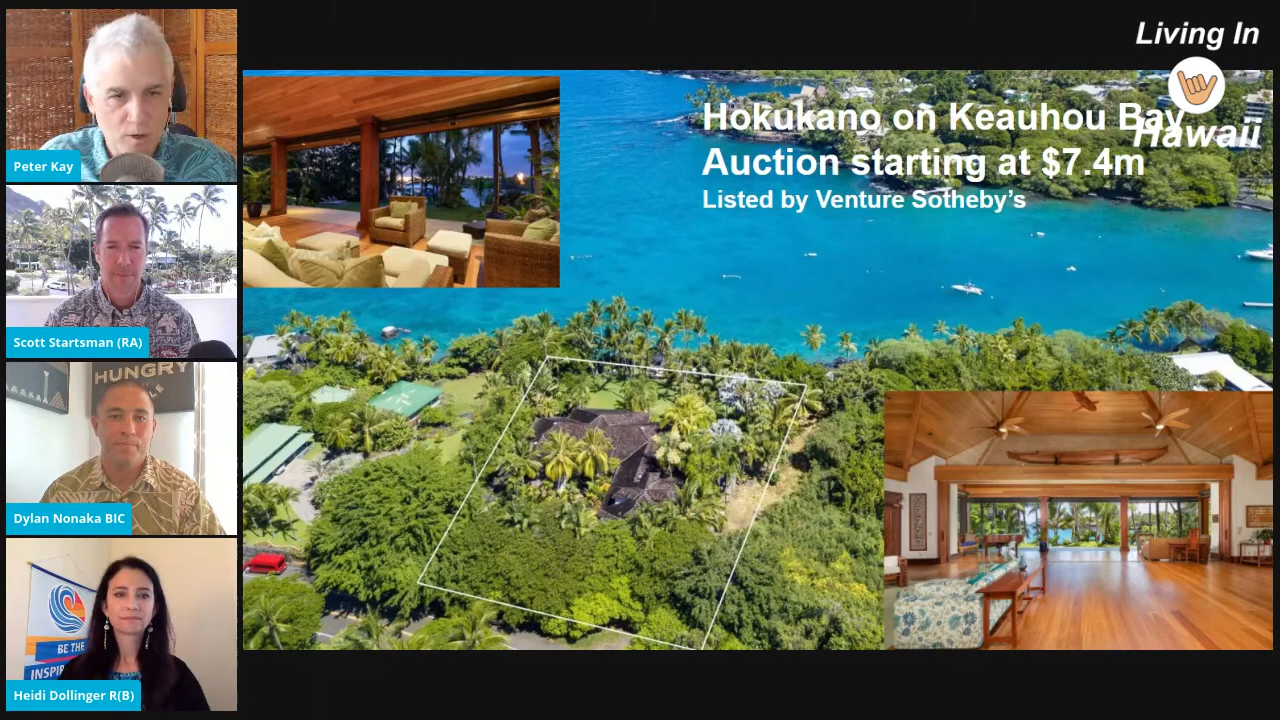 Peter Kay
Scott Startsman (RA)
HUNGRY
Dylan Nonaka BIC
BE THE
INSPIR
Heidi Dollinger R(B)
Hokukano on Keauhou Bay
Auction starting at $7.4m
Listed by Venture Sotheby's
Living In
Hawaii